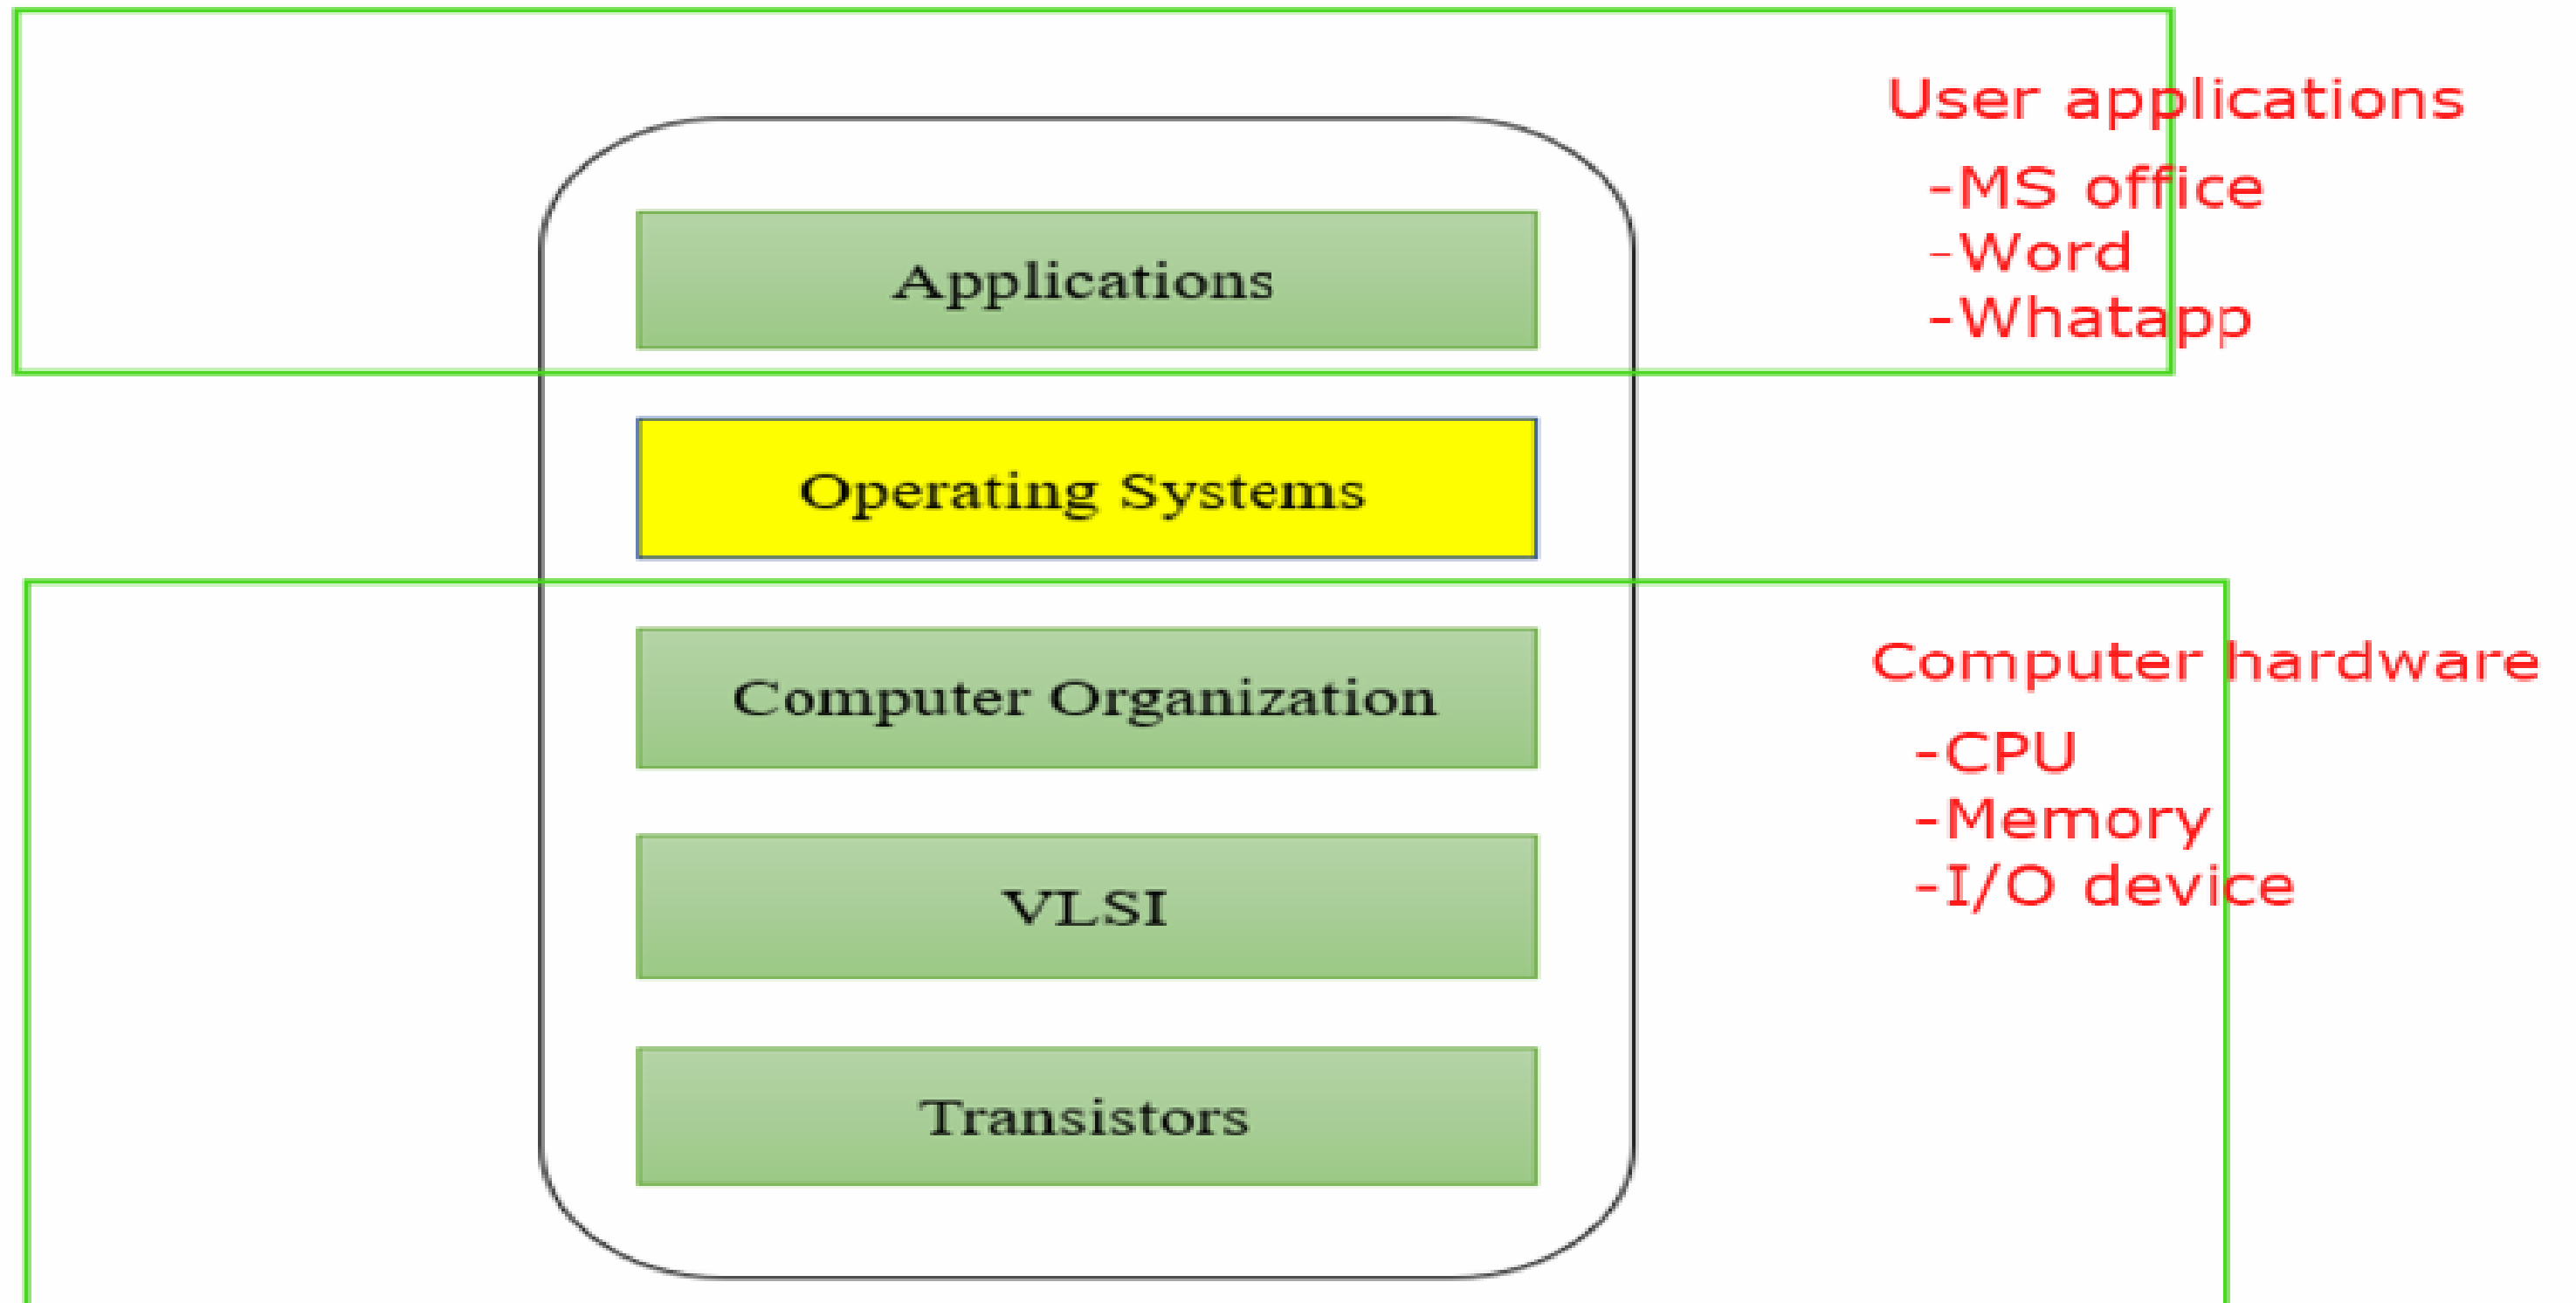 User applications
-MS office
-Word
-Whatapp
Applications
Operating Systems
Computer Organization
Computer hardware
-CPU
-Memory
-I/O device
VLSI
Transistors